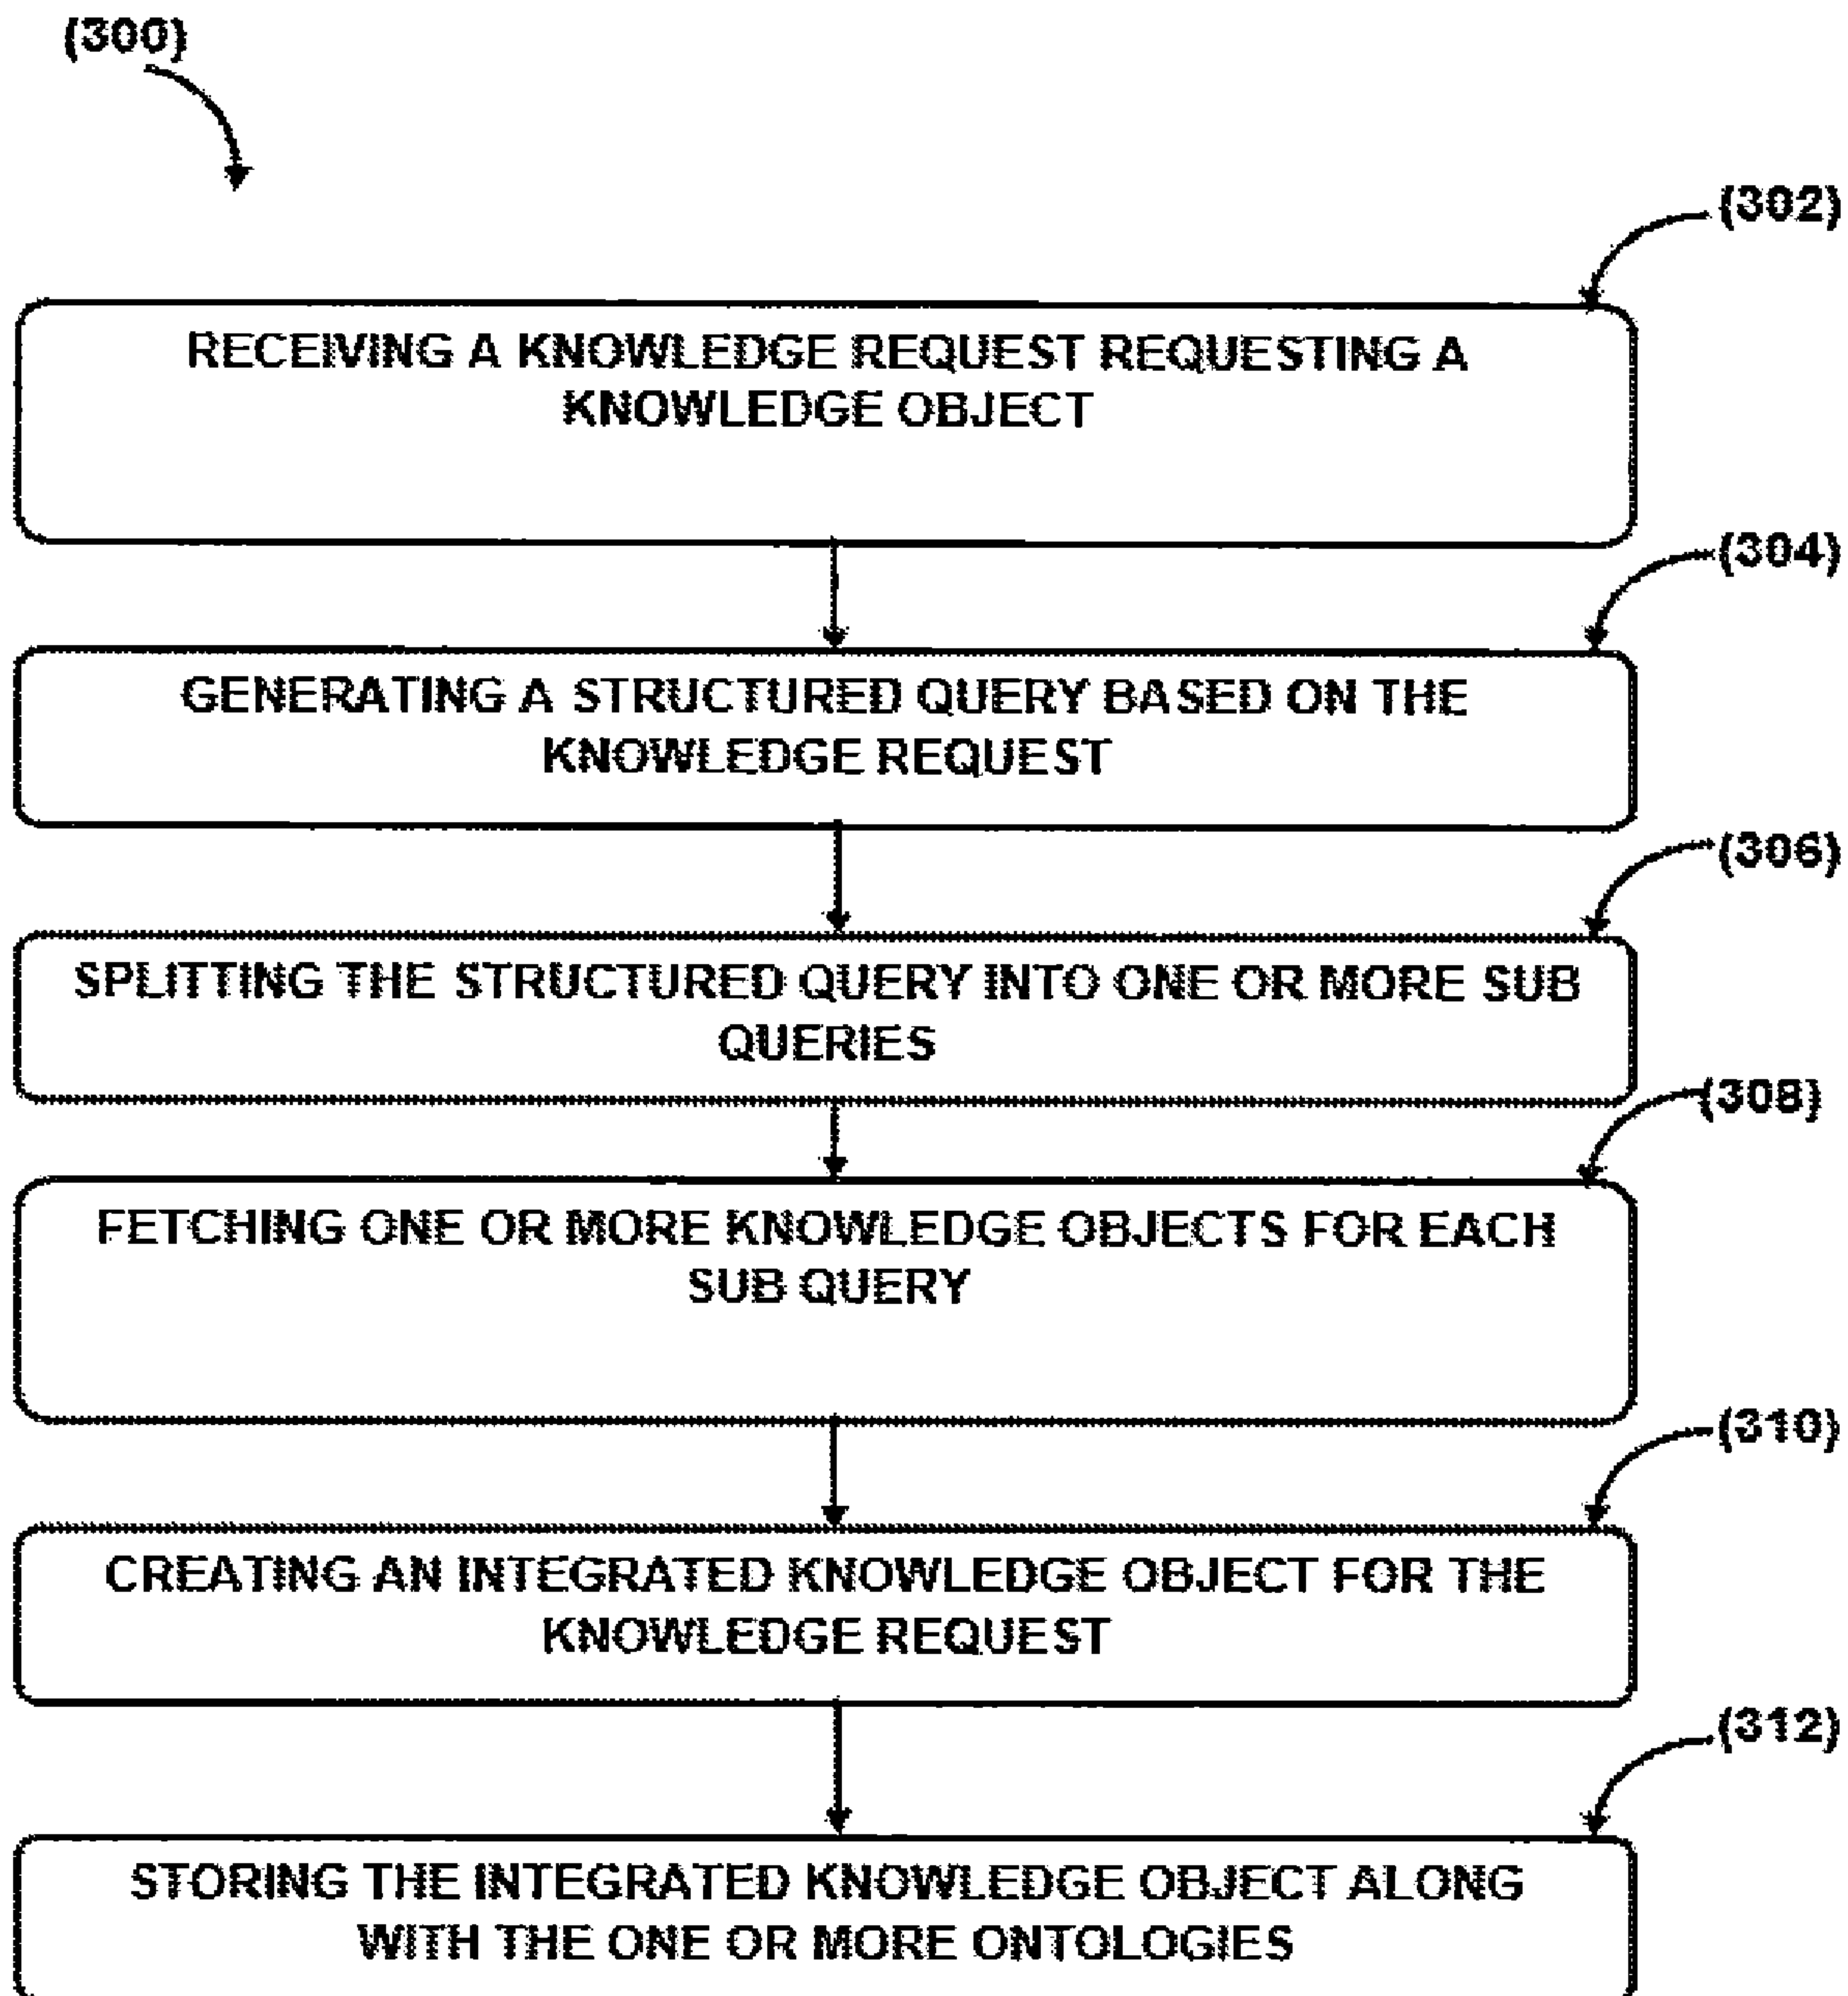 (300)
(302)
RECEIVING A KNOWLEDGE REQUEST REQUESTING A
KNOWLEDGE OBJECT
(304)
GENERATING A STRUCTURED QUERY BASED ON THE
KNOWLEDGE REQUEST
(306)
SPLITTING THE STRUCTURED QUERY INTO ONE OR MORE SUB
QUERIES
(308)
FETCHING ONE OR MORE KNOWLEDGE OBJECTS FOR EACH
SUB QUERY
(310)
CREATING AN INTEGRATED KNOWLEDGE OBJECT FOR THE
KNOWLEDGE REQUEST
(312)
STORING THE INTEGRATED KNOWLEDGE OBJECT ALONG
WITH THE ONE OR MORE ONTOLOGIES